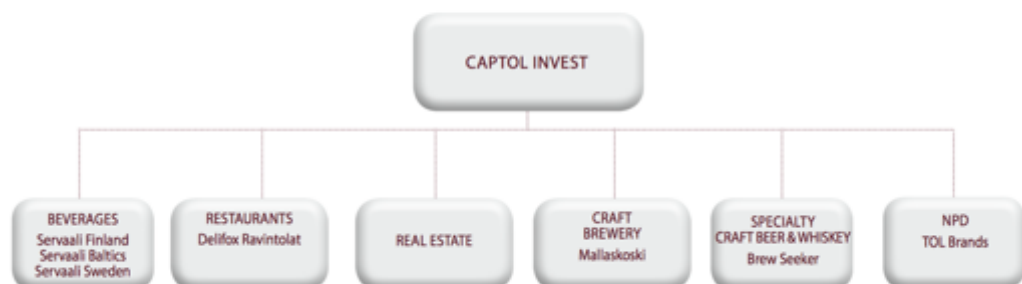 CAPTOL INVEST
BEVERAGES
Servaali Finland
Servaali Baltics
Servaali Sweden
RESTAURANTS
Delifox Ravintolat
REAL ESTATE
CRAFT
BREWERY
Mallaskoski
SPECIALTY
CRAFT BEER & WHISKEY
Brew Seeker
NPD
TOL Brands